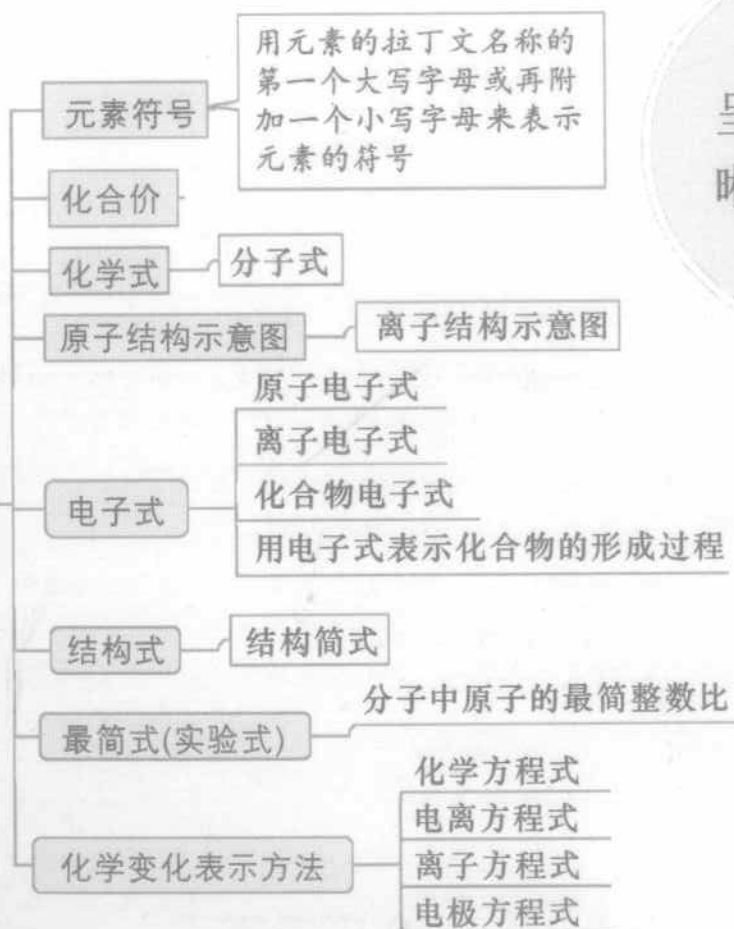 用元素的拉丁文名称的
第一个大写字母或再附
加一个小写字母来表示
元素的符号
元素符号
化合价
化学式
分子式
原子结构示意图
离子结构示意图
电子式
原子电子式
离子电子式
化合物电子式
用电子式表示化合物的形成过程
结构式
结构简式
最简式(实验式)
分子中原子的最简整数比
化学变化表示方法
化学方程式
电离方程式
离子方程式
电极方程式